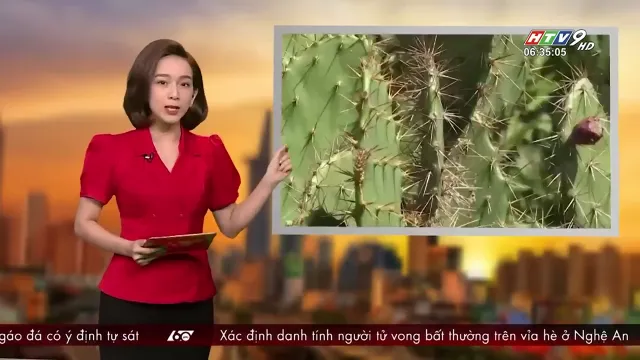 HTV9 HD
06:35:05
gáo đá có ý định tự sát 60 Xác định danh tính người tử vong bất thường trên vỉa hè ở Nghệ An